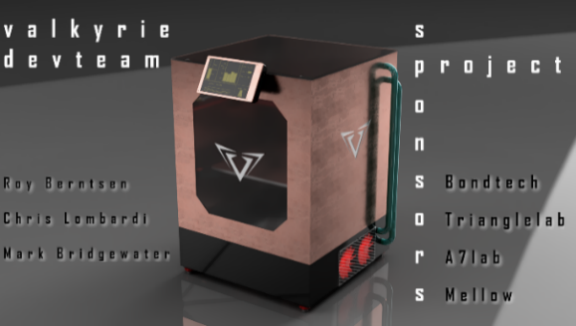 valkyrie
devteam
Roy Berntsen
Chris Lombardi
Mark Bridgewater
sponsors
project
Bondtech
Trianglelab
A7lab
Mellow